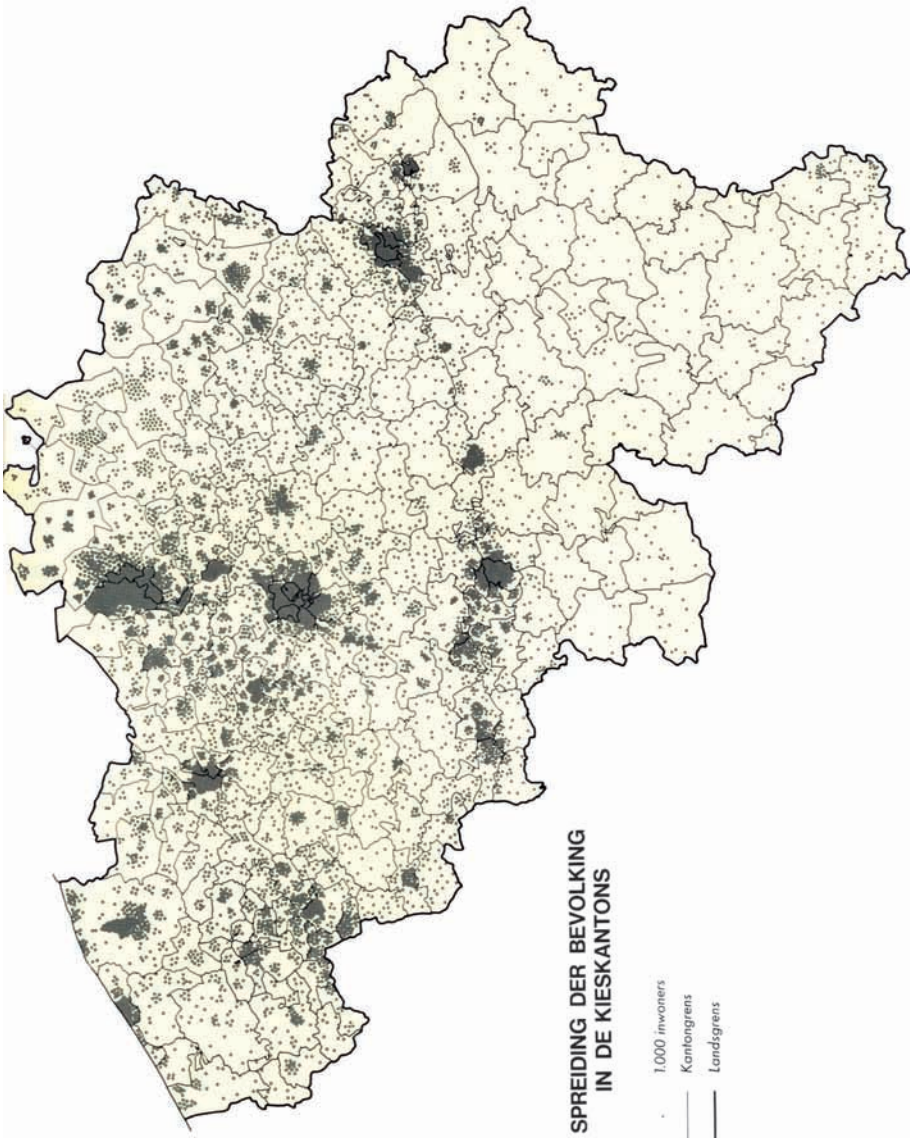 SPREIDING DER BEVOLKING
IN DE KIESKANTONS
1.000 inwoners
Kantongrens
Landsgrens